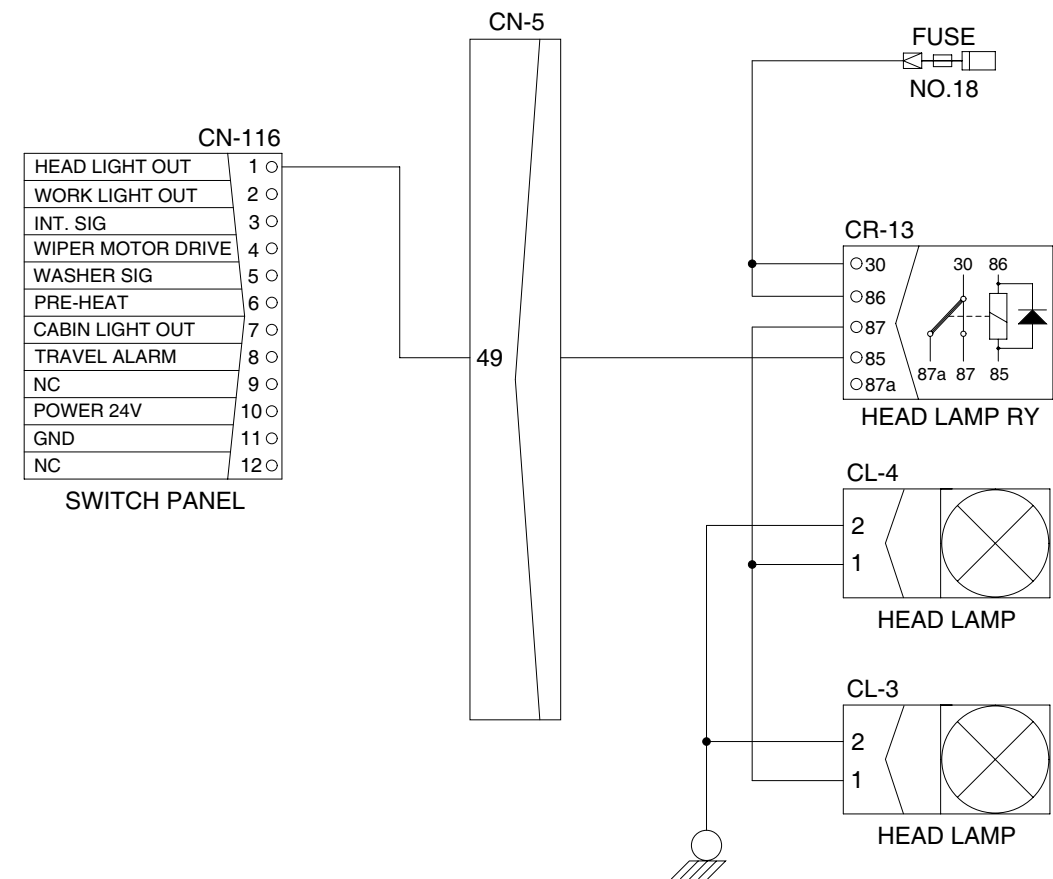 CN-5
FUSE
NO.18
CN-116
HEAD LIGHT OUT 1
WORK LIGHT OUT 2
INT. SIG 3
WIPER MOTOR DRIVE 4
WASHER SIG 5
PRE-HEAT 6
CABIN LIGHT OUT 7
TRAVEL ALARM 8
NC 9
POWER 24V 10
GND 11
NC 12
SWITCH PANEL
49
CR-13
30
86
87
85
87a
30 86
87a 87 85
HEAD LAMP RY
CL-4
2
1
HEAD LAMP
CL-3
2
1
HEAD LAMP